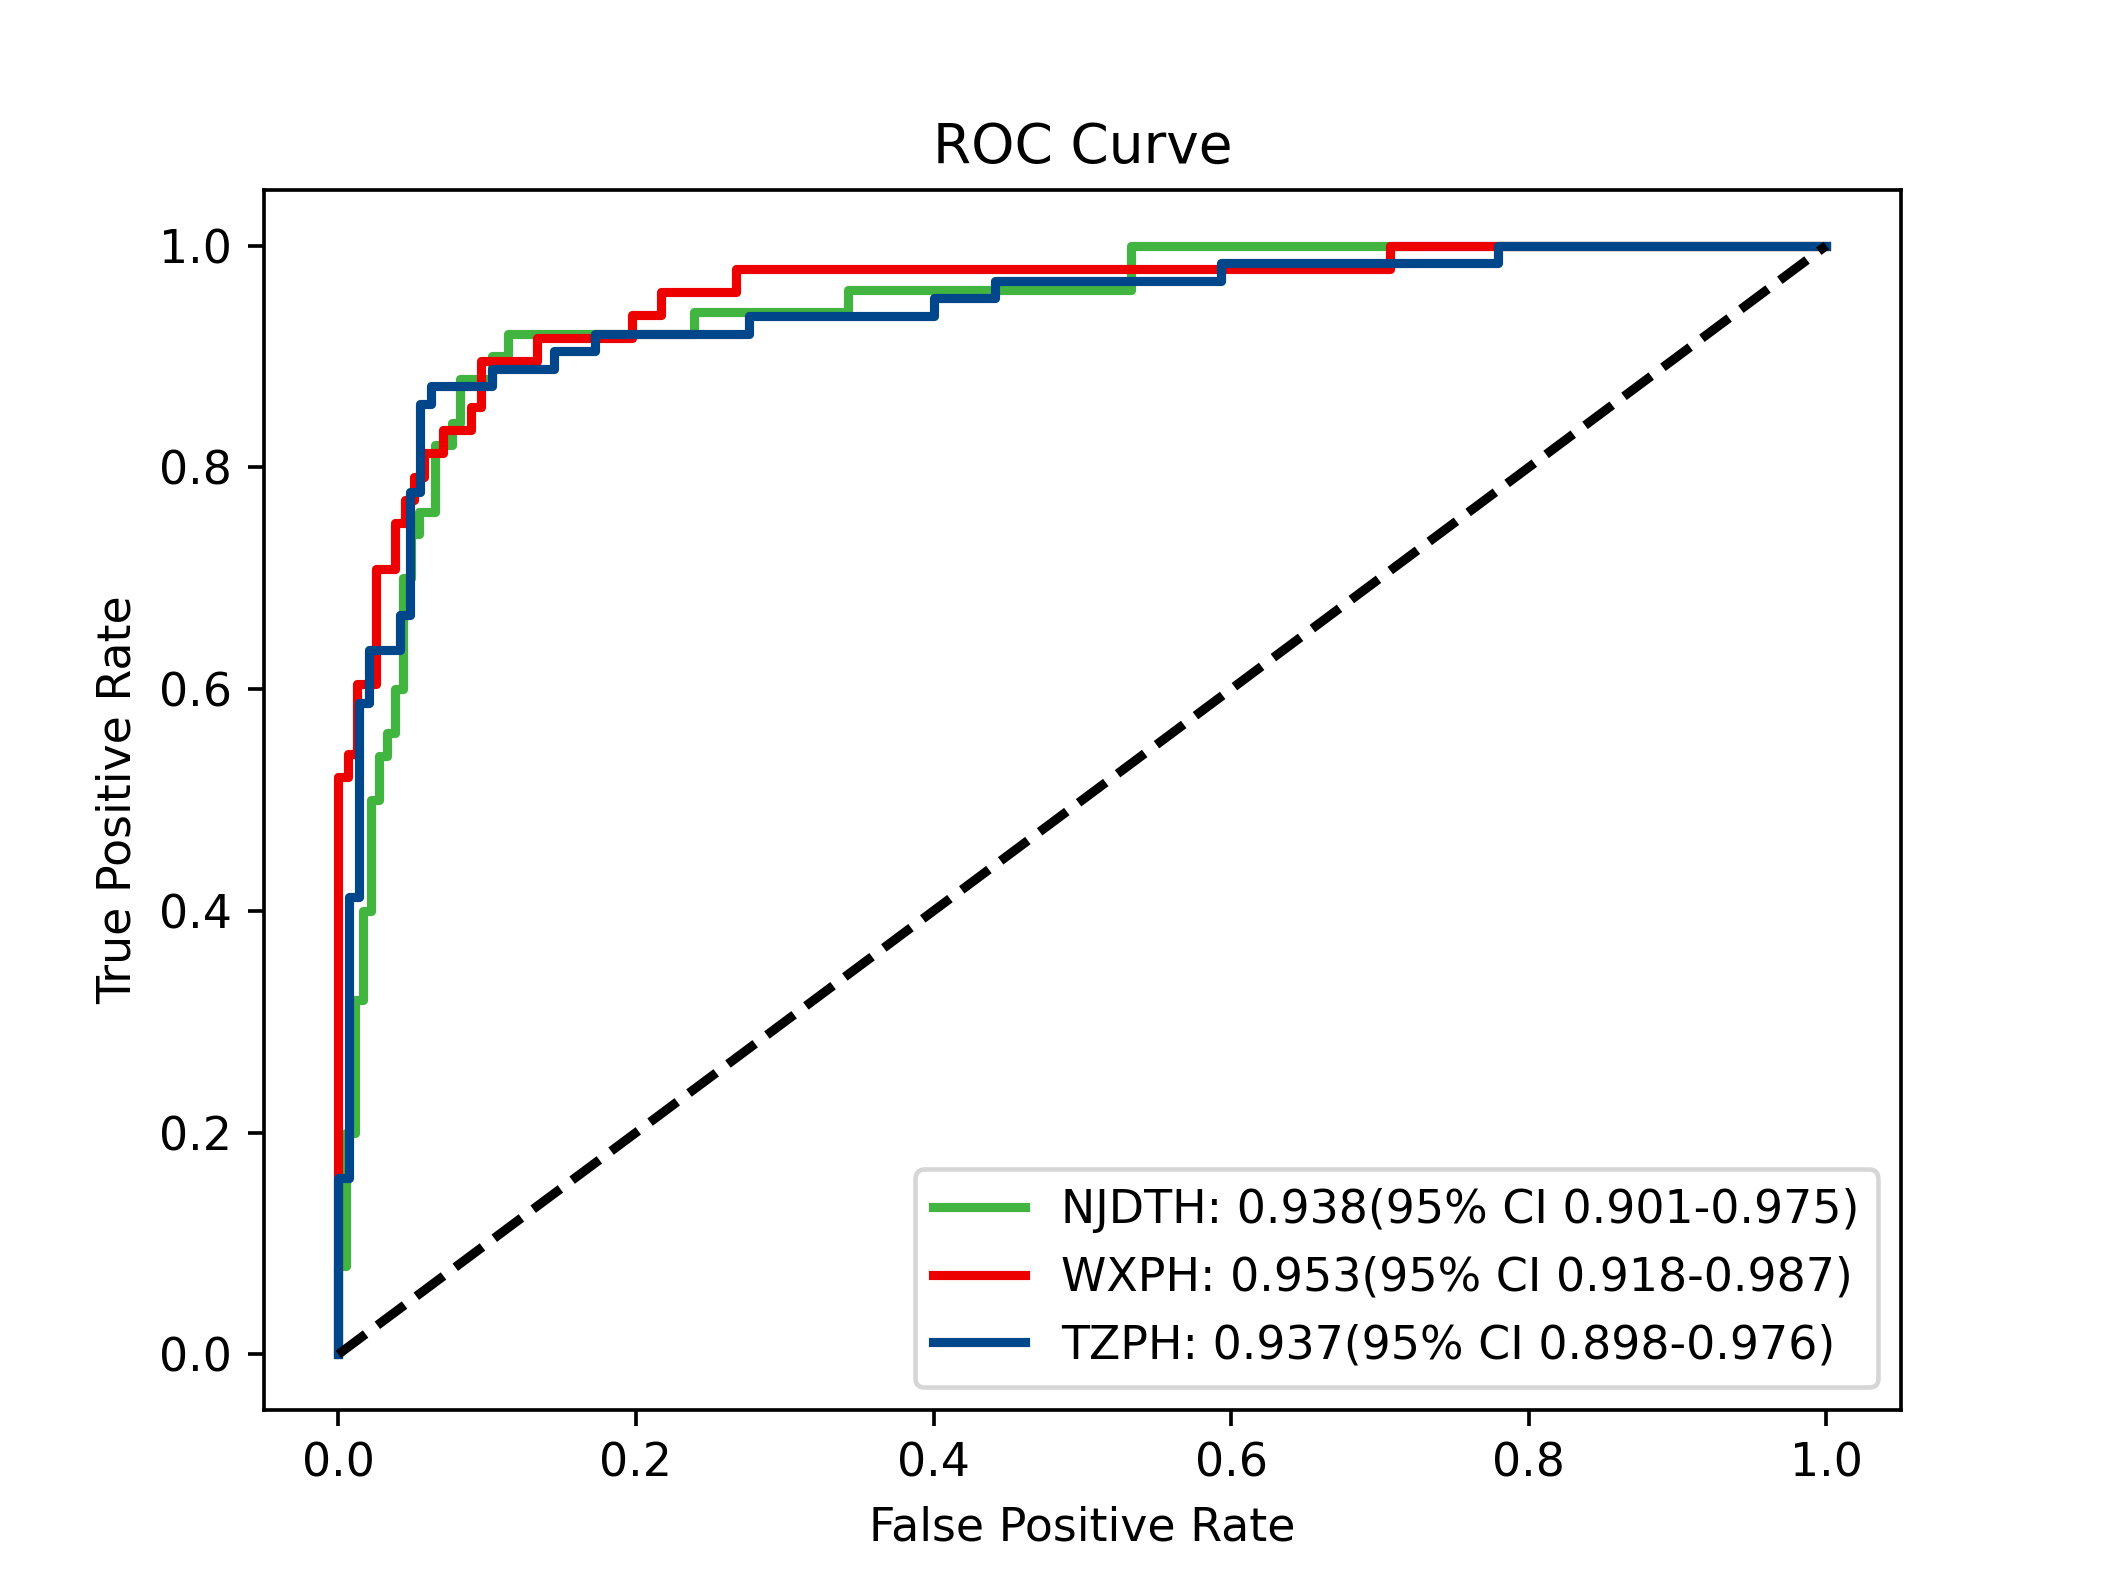 ROC Curve
1.0
0.8
0.6
0.4
0.2
0.0
True Positive Rate
NJDTH: 0.938(95% CI 0.901-0.975)
WXPH: 0.953(95% CI 0.918-0.987)
TZPH: 0.937(95% CI 0.898-0.976)
0.0 0.2 0.4 0.6 0.8 1.0
False Positive Rate